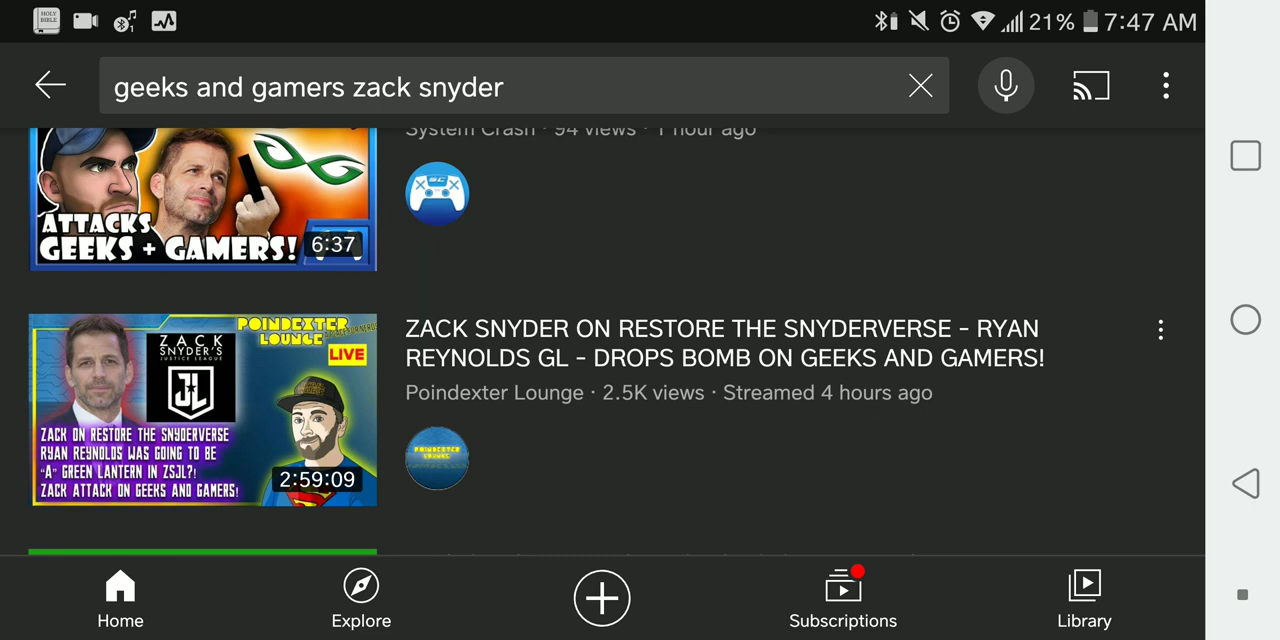 HOLY
BIBLE
21% 7:47 AM
geeks and gamers zack snyder
System Crash · 94 views · 1 hour ago
SC
ATTACKS
GEEKS + GAMERS!
6:37
POINDEXTER
LOUNGE
LIVE
ZACK
SNYDER'S
JUSTICE LEAGUE
JL
ZACK ON RESTORE THE SNYDERVERSE
RYAN REYNOLDS WAS GOING TO BE
"A" GREEN LANTERN IN ZSJL?!
ZACK ATTACK ON GEEKS AND GAMERS!
2:59:09
ZACK SNYDER ON RESTORE THE SNYDERVERSE - RYAN
REYNOLDS GL - DROPS BOMB ON GEEKS AND GAMERS!
Poindexter Lounge · 2.5K views · Streamed 4 hours ago
POINDEXTER
LOUNGE
Home
Explore
Subscriptions
Library